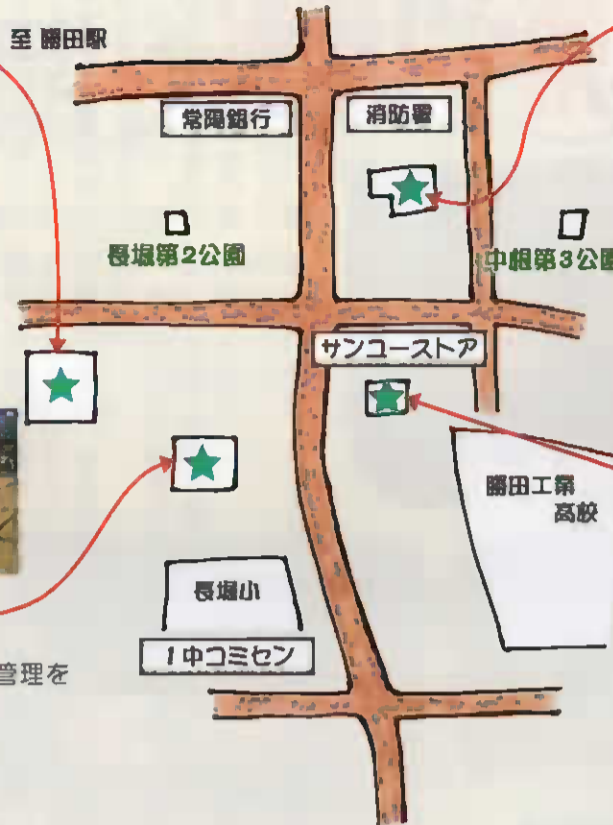 至 勝田駅
常陽銀行
消防署
長堀第2公園
中根第3公園
サンユーストア
勝田工業
高校
長堀小
1中コミセン
管理を